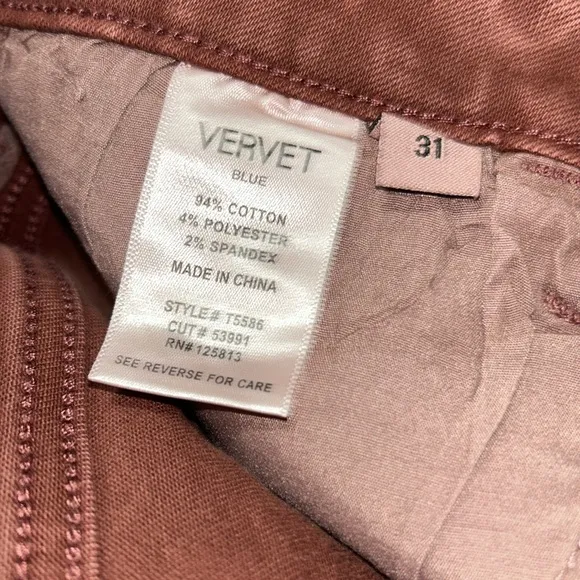 VERVET
BLUE
94% COTTON
4% POLYESTER
2% SPANDEX
MADE IN CHINA
STYLE# T5586
CUT# 53991
RN# 125813
SEE REVERSE FOR CARE
31